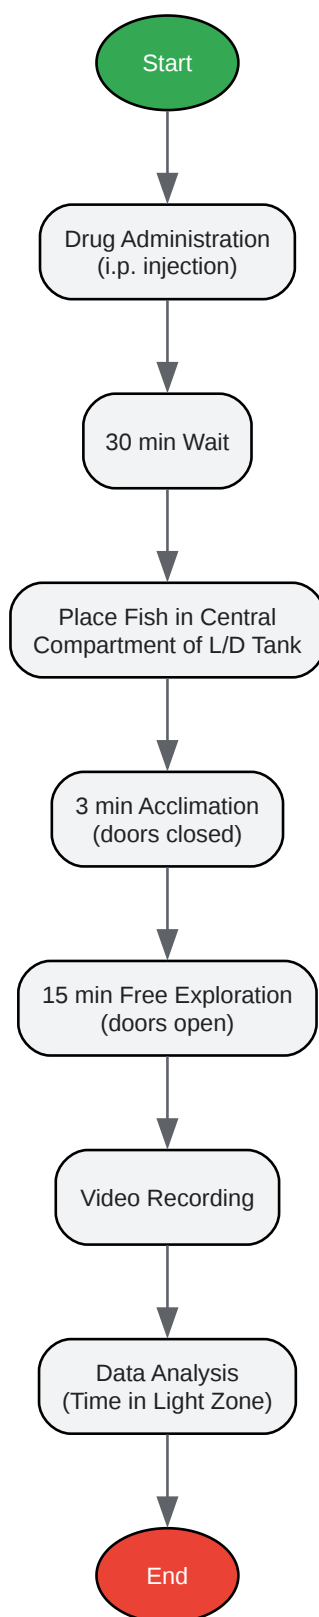 Start
Drug Administration
(i.p. injection)
30 min Wait
Place Fish in Central
Compartment of L/D Tank
3 min Acclimation
(doors closed)
15 min Free Exploration
(doors open)
Video Recording
Data Analysis
(Time in Light Zone)
End